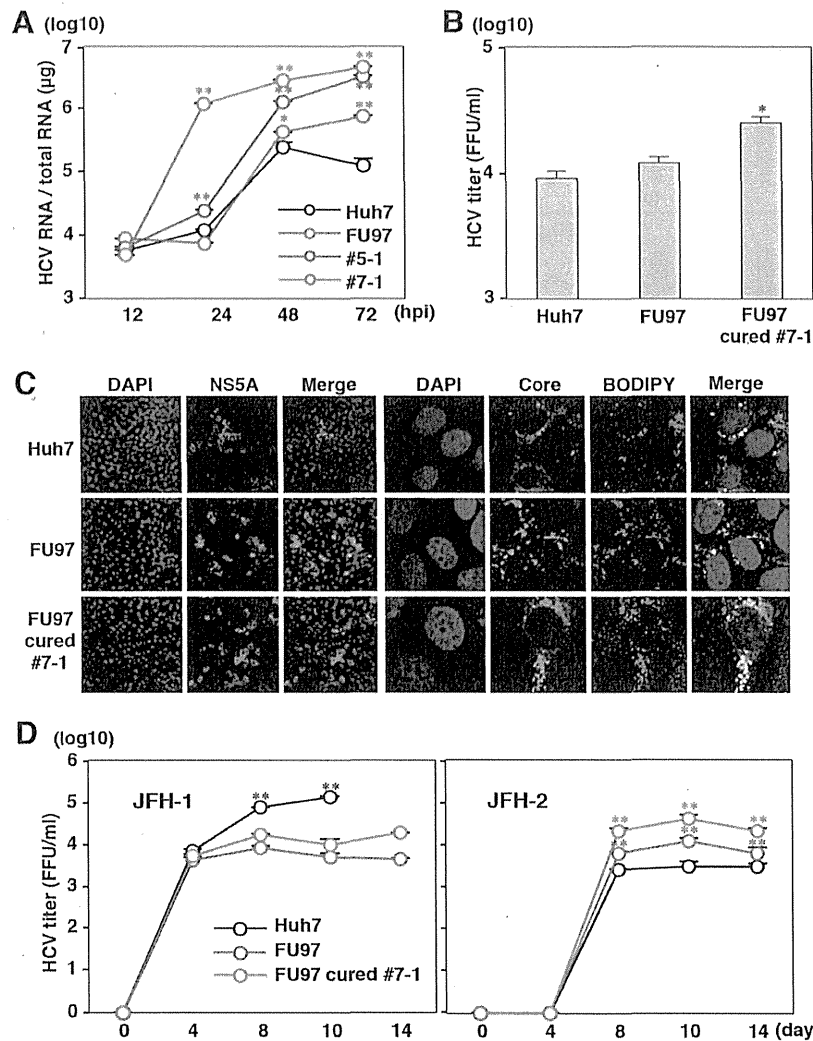 A (log10)
HCV RNA / total RNA (µg)
7
6
5
4
3
12 24 48 72 (hpi)
Huh7
FU97
#5-1
#7-1
** ** ** ** ** * ** **
B (log10)
HCV titer (FFU/ml)
5
4
3
*
Huh7 FU97 FU97
cured #7-1
C
DAPI NS5A Merge DAPI Core BODIPY Merge
Huh7
FU97
FU97
cured
#7-1
D (log10)
HCV titer (FFU/ml)
6
5
4
3
2
1
0
JFH-1
** **
Huh7
FU97
FU97 cured #7-1
0 4 8 10 14
JFH-2
** ** ** ** ** **
0 4 8 10 14 (day